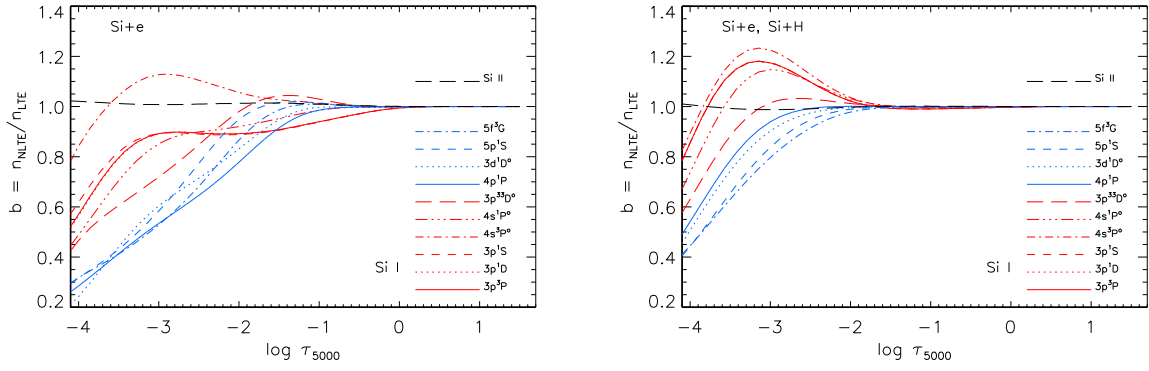 Si+e
1.4
1.2
1.0
0.8
0.6
0.4
0.2
b = n_NLTE/n_LTE
Si II
5f³G
5p¹S
3d¹D°
4p¹P
3p³³D°
4s¹P°
4s³P°
3p¹S
3p¹D
3p³P
Si I
−4 −3 −2 −1 0 1
log τ₅₀₀₀
Si+e, Si+H
1.4
1.2
1.0
0.8
0.6
0.4
0.2
b = n_NLTE/n_LTE
Si II
5f³G
5p¹S
3d¹D°
4p¹P
3p³³D°
4s¹P°
4s³P°
3p¹S
3p¹D
3p³P
Si I
−4 −3 −2 −1 0 1
log τ₅₀₀₀